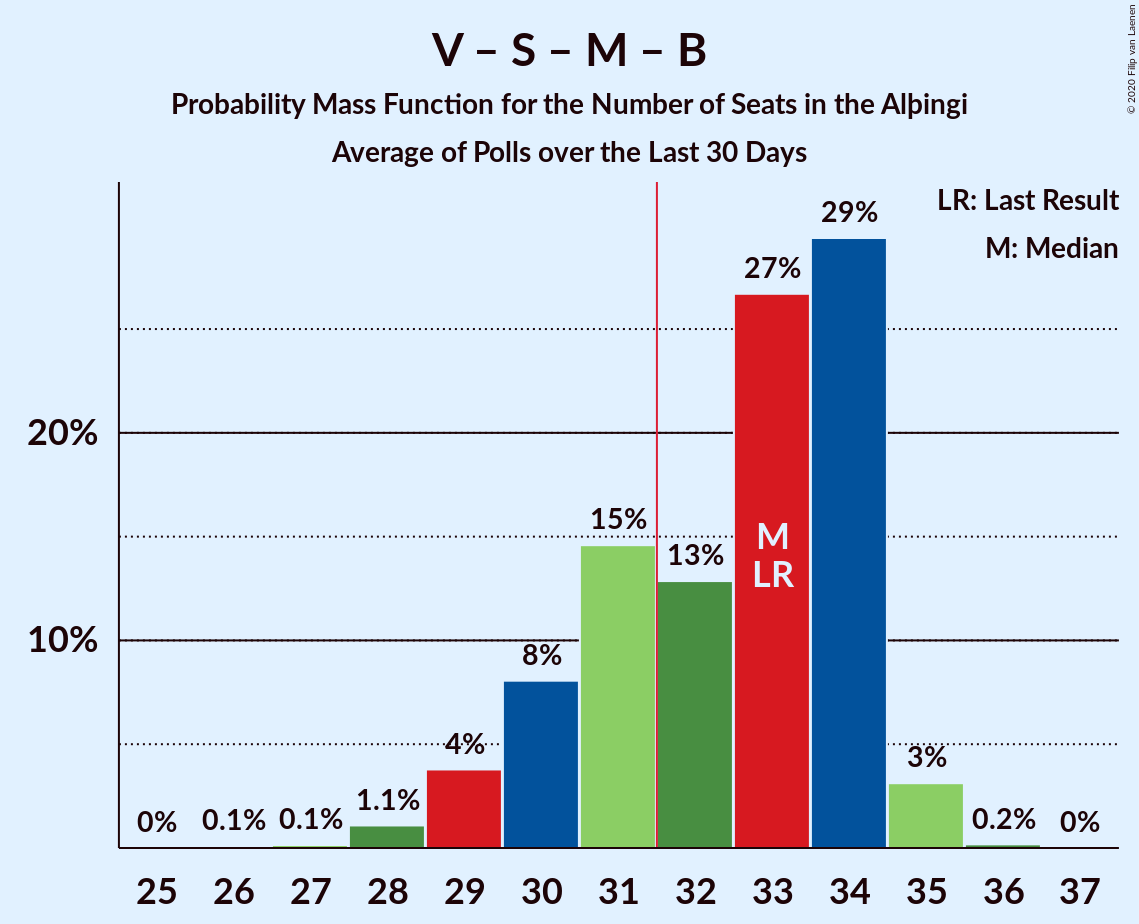 V – S – M – B
Probability Mass Function for the Number of Seats in the Alþingi
Average of Polls over the Last 30 Days
© 2020 Filip van Laenen
LR: Last Result
M: Median
20%
10%
0%
0.1%
0.1%
1.1%
4%
8%
15%
13%
27%
29%
3%
0.2%
0%
M
LR
25 26 27 28 29 30 31 32 33 34 35 36 37